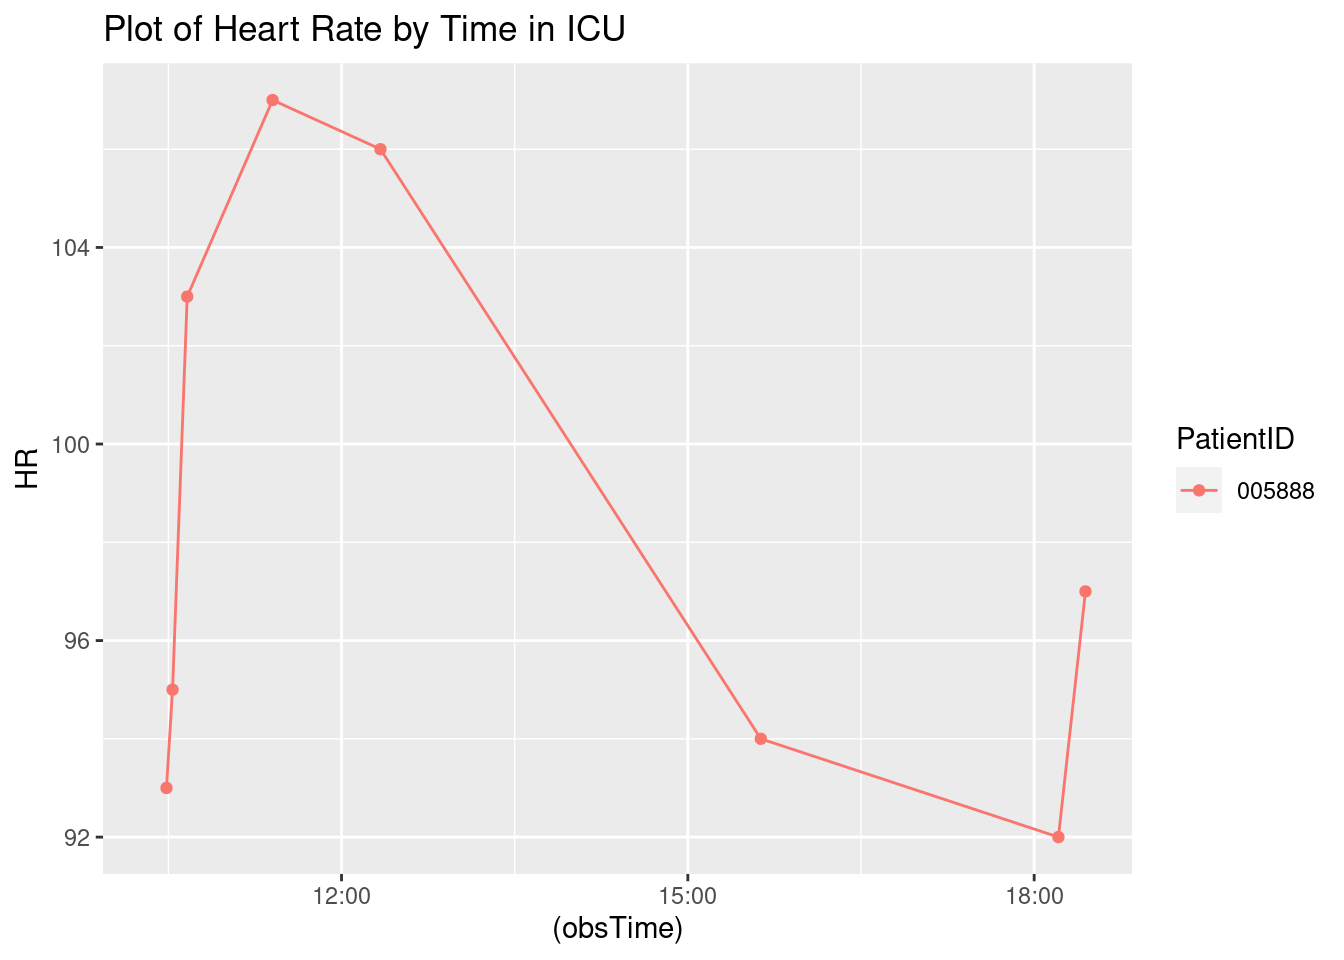 Plot of Heart Rate by Time in ICU
HR
104
100
96
92
12:00 15:00 18:00
(obsTime)
PatientID
005888